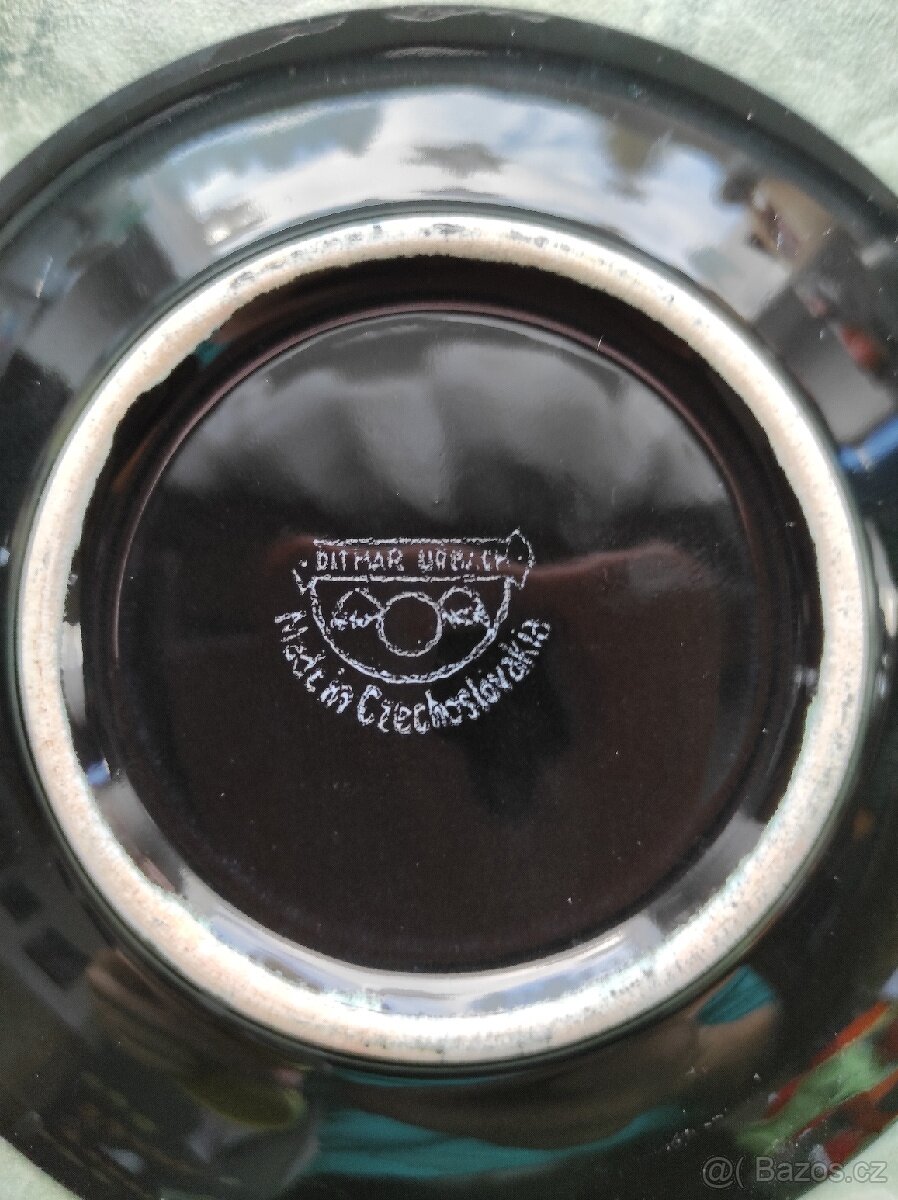 DITMAR URBACH
Made in Czechoslovakia
@( Bazos.cz